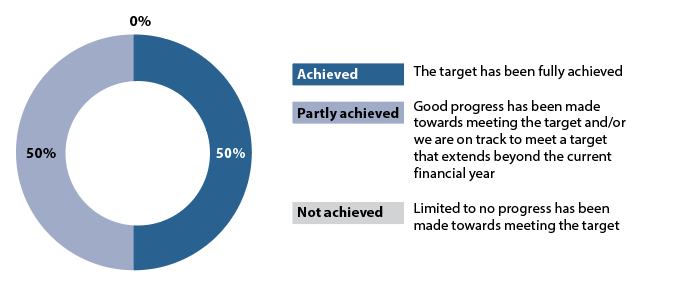 0%
50%
50%
Achieved
The target has been fully achieved
Partly achieved
Good progress has been made
towards meeting the target and/or
we are on track to meet a target
that extends beyond the current
financial year
Not achieved
Limited to no progress has been
made towards meeting the target